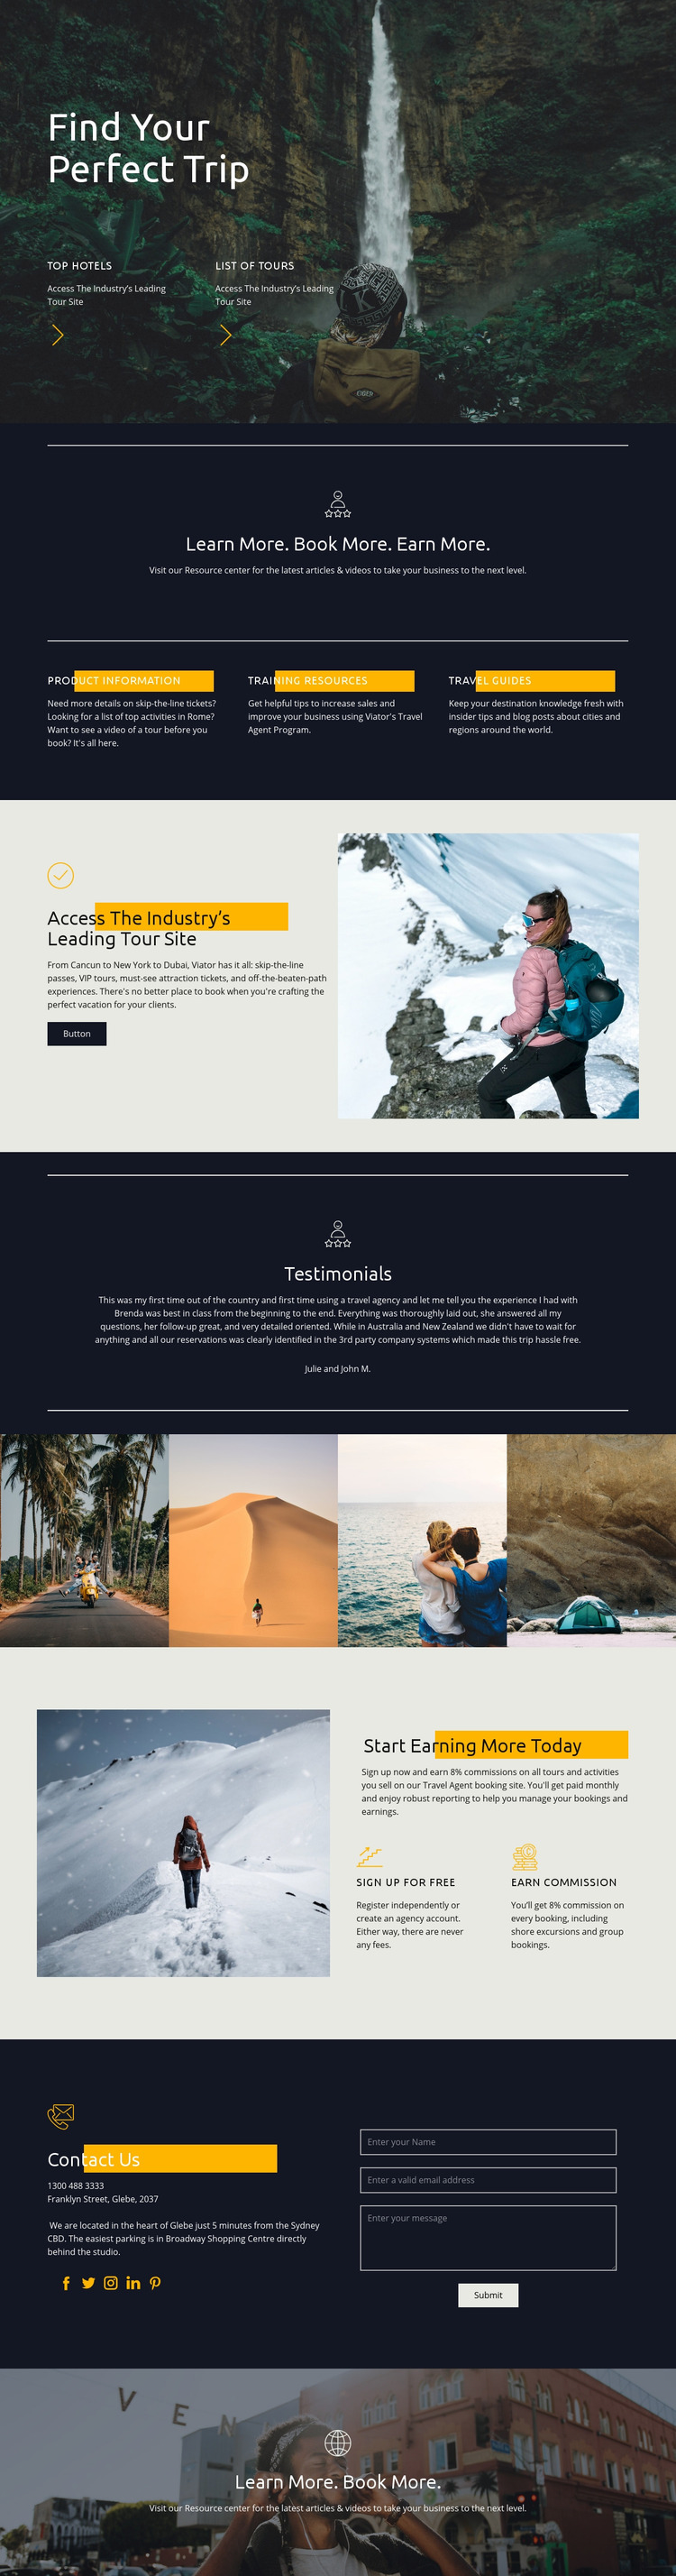 Find Your
Perfect Trip
TOP HOTELS
Access The Industry's Leading
Tour Site
LIST OF TOURS
Access The Industry's Leading
Tour Site
K
Learn More. Book More. Earn More.
Visit our Resource center for the latest articles & videos to take your business to the next level.
PRODUCT INFORMATION
Need more details on skip-the-line tickets?
Looking for a list of top activities in Rome?
Want to see a video of a tour before you
book? It's all here.
TRAINING RESOURCES
Get helpful tips to increase sales and
improve your business using Viator's Travel
Agent Program.
TRAVEL GUIDES
Keep your destination knowledge fresh with
insider tips and blog posts about cities and
regions around the world.
Access The Industry's
Leading Tour Site
From Cancun to New York to Dubai, Viator has it all: skip-the-line
passes, VIP tours, must-see attraction tickets, and off-the-beaten-path
experiences. There's no better place to book when you're crafting the
perfect vacation for your clients.
Button
Testimonials
This was my first time out of the country and first time using a travel agency and let me tell you the experience I had with
Brenda was best in class from the beginning to the end. Everything was thoroughly laid out, she answered all my
questions, her follow-up great, and very detailed oriented. While in Australia and New Zealand we didn't have to wait for
anything and all our reservations was clearly identified in the 3rd party company systems which made this trip hassle free.
Julie and John M.
Start Earning More Today
Sign up now and earn 8% commissions on all tours and activities
you sell on our Travel Agent booking site. You'll get paid monthly
and enjoy robust reporting to help you manage your bookings and
earnings.
SIGN UP FOR FREE
Register independently or
create an agency account.
Either way, there are never
any fees.
EARN COMMISSION
You'll get 8% commission on
every booking, including
shore excursions and group
bookings.
Contact Us
1300 488 3333
Franklyn Street, Glebe, 2037
We are located in the heart of Glebe just 5 minutes from the Sydney
CBD. The easiest parking is in Broadway Shopping Centre directly
behind the studio.
Enter your Name
Enter a valid email address
Enter your message
Submit
VEN
Learn More. Book More.
Visit our Resource center for the latest articles & videos to take your business to the next level.